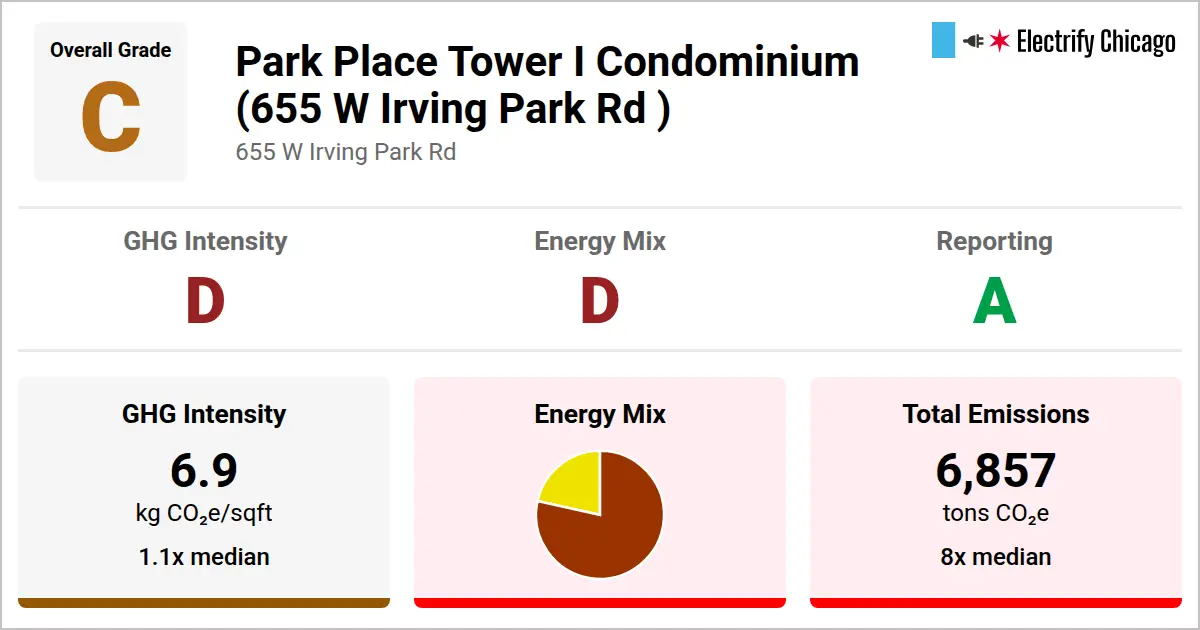 Overall Grade
C
Park Place Tower I Condominium
(655 W Irving Park Rd )
655 W Irving Park Rd
Electrify Chicago
GHG Intensity
D
Energy Mix
D
Reporting
A
GHG Intensity
6.9
kg CO₂e/sqft
1.1x median
Energy Mix
Total Emissions
6,857
tons CO₂e
8x median